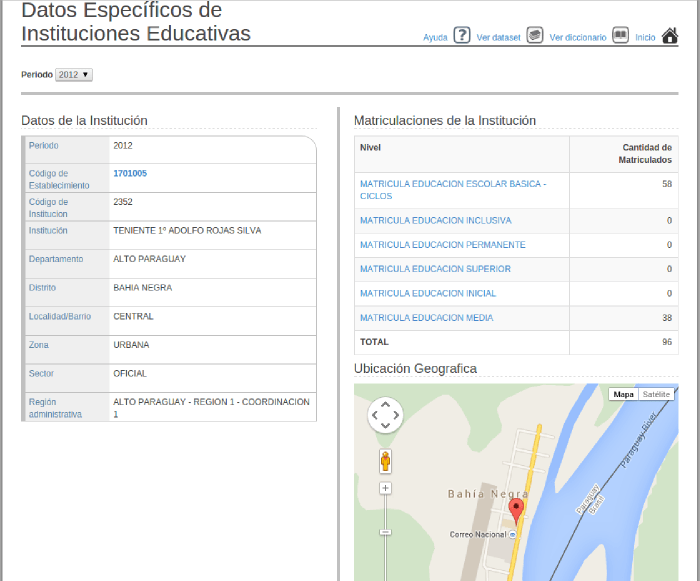 Datos Específicos de
Instituciones Educativas
Ayuda ? Ver dataset Ver diccionario Inicio
Periodo 2012 ▼
Datos de la Institución
Periodo 2012
Código de
Establecimiento
1701005
Código de
Institucion
2352
Institución TENIENTE 1º ADOLFO ROJAS SILVA
Departamento ALTO PARAGUAY
Distrito BAHIA NEGRA
Localidad/Barrio CENTRAL
Zona URBANA
Sector OFICIAL
Región
administrativa
ALTO PARAGUAY - REGION 1 - COORDINACION
1
Matriculaciones de la Institución
Nivel
Cantidad de
Matriculados
MATRICULA EDUCACION ESCOLAR BASICA -
CICLOS
58
MATRICULA EDUCACION INCLUSIVA 0
MATRICULA EDUCACION PERMANENTE 0
MATRICULA EDUCACION SUPERIOR 0
MATRICULA EDUCACION INICIAL 0
MATRICULA EDUCACION MEDIA 38
TOTAL 96
Ubicación Geografica
Mapa Satélite
Paraguay River
Bahía Negra
Paraguay
Brasil
Correo Nacional